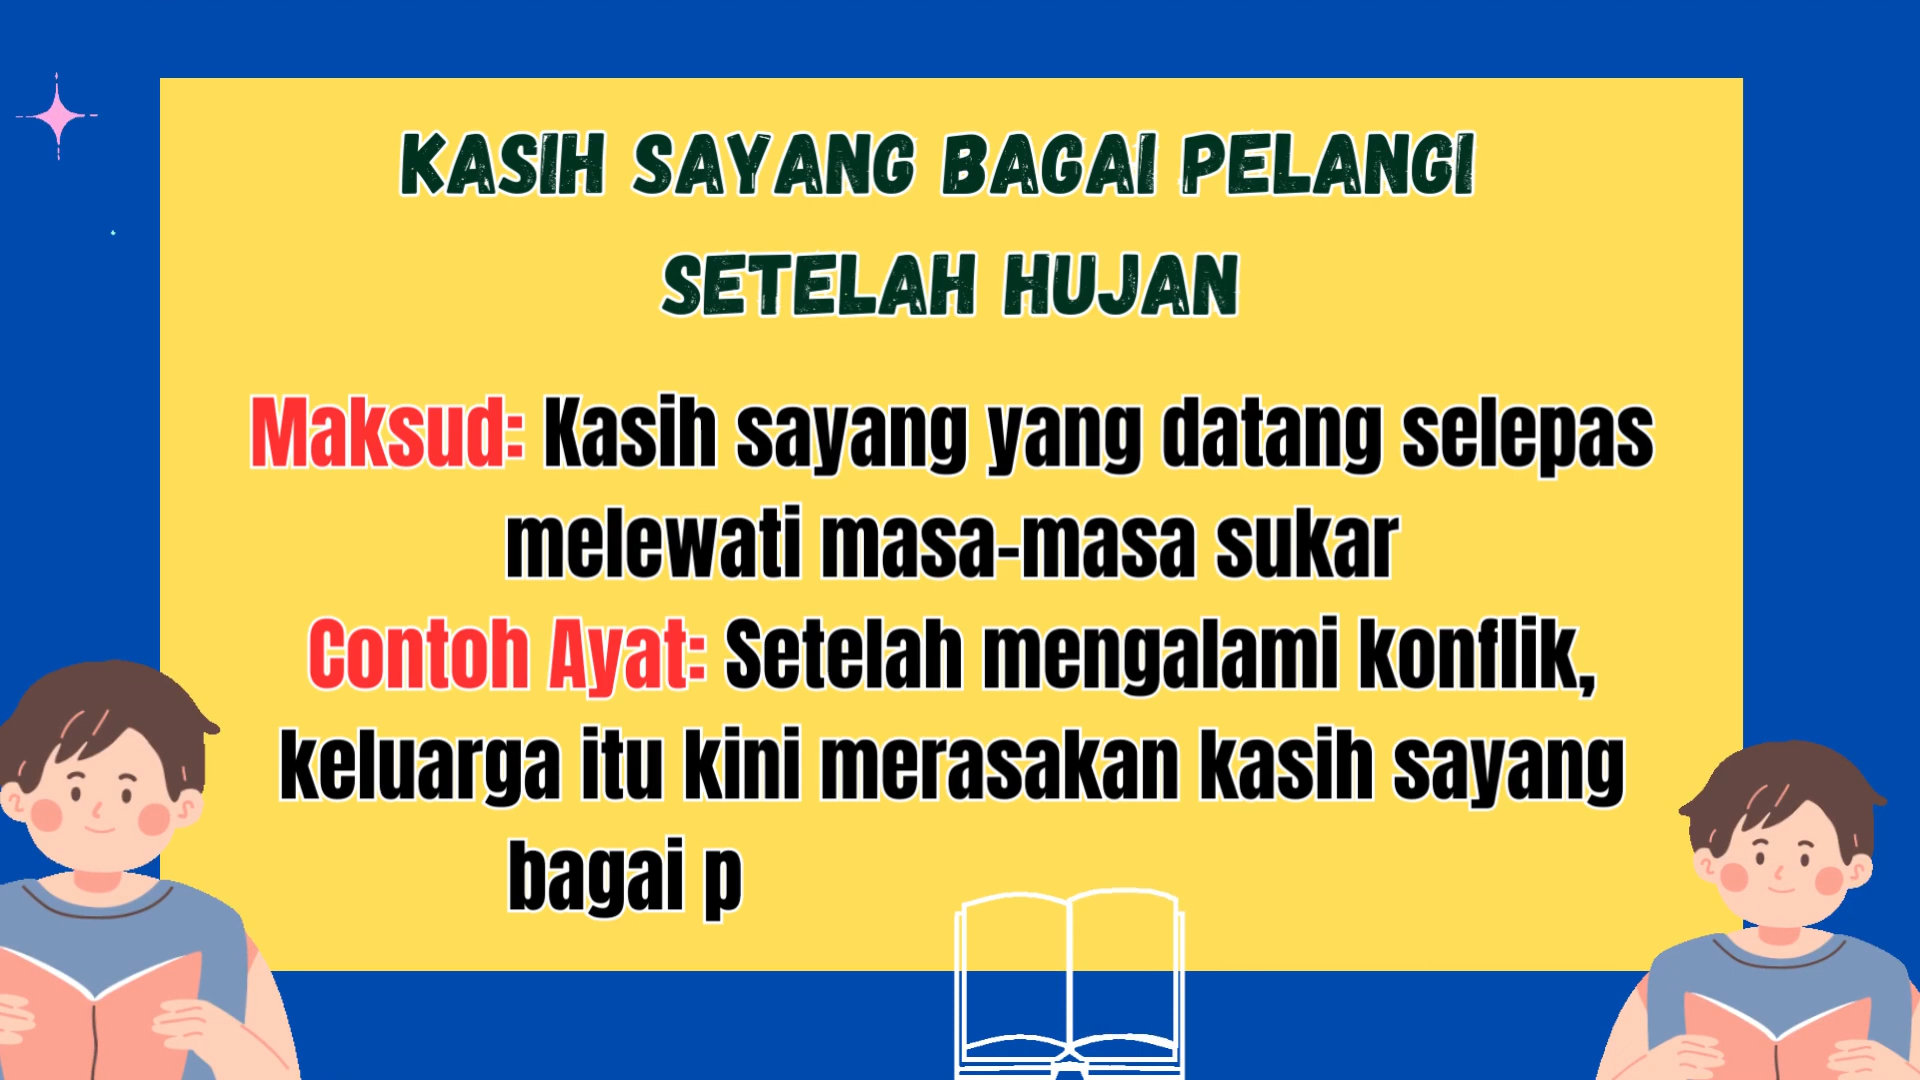 KASIH SAYANG BAGAI PELANGI
SETELAH HUJAN
Maksud: Kasih sayang yang datang selepas
melewati masa-masa sukar
Contoh Ayat: Setelah mengalami konflik,
keluarga itu kini merasakan kasih sayang
bagai p